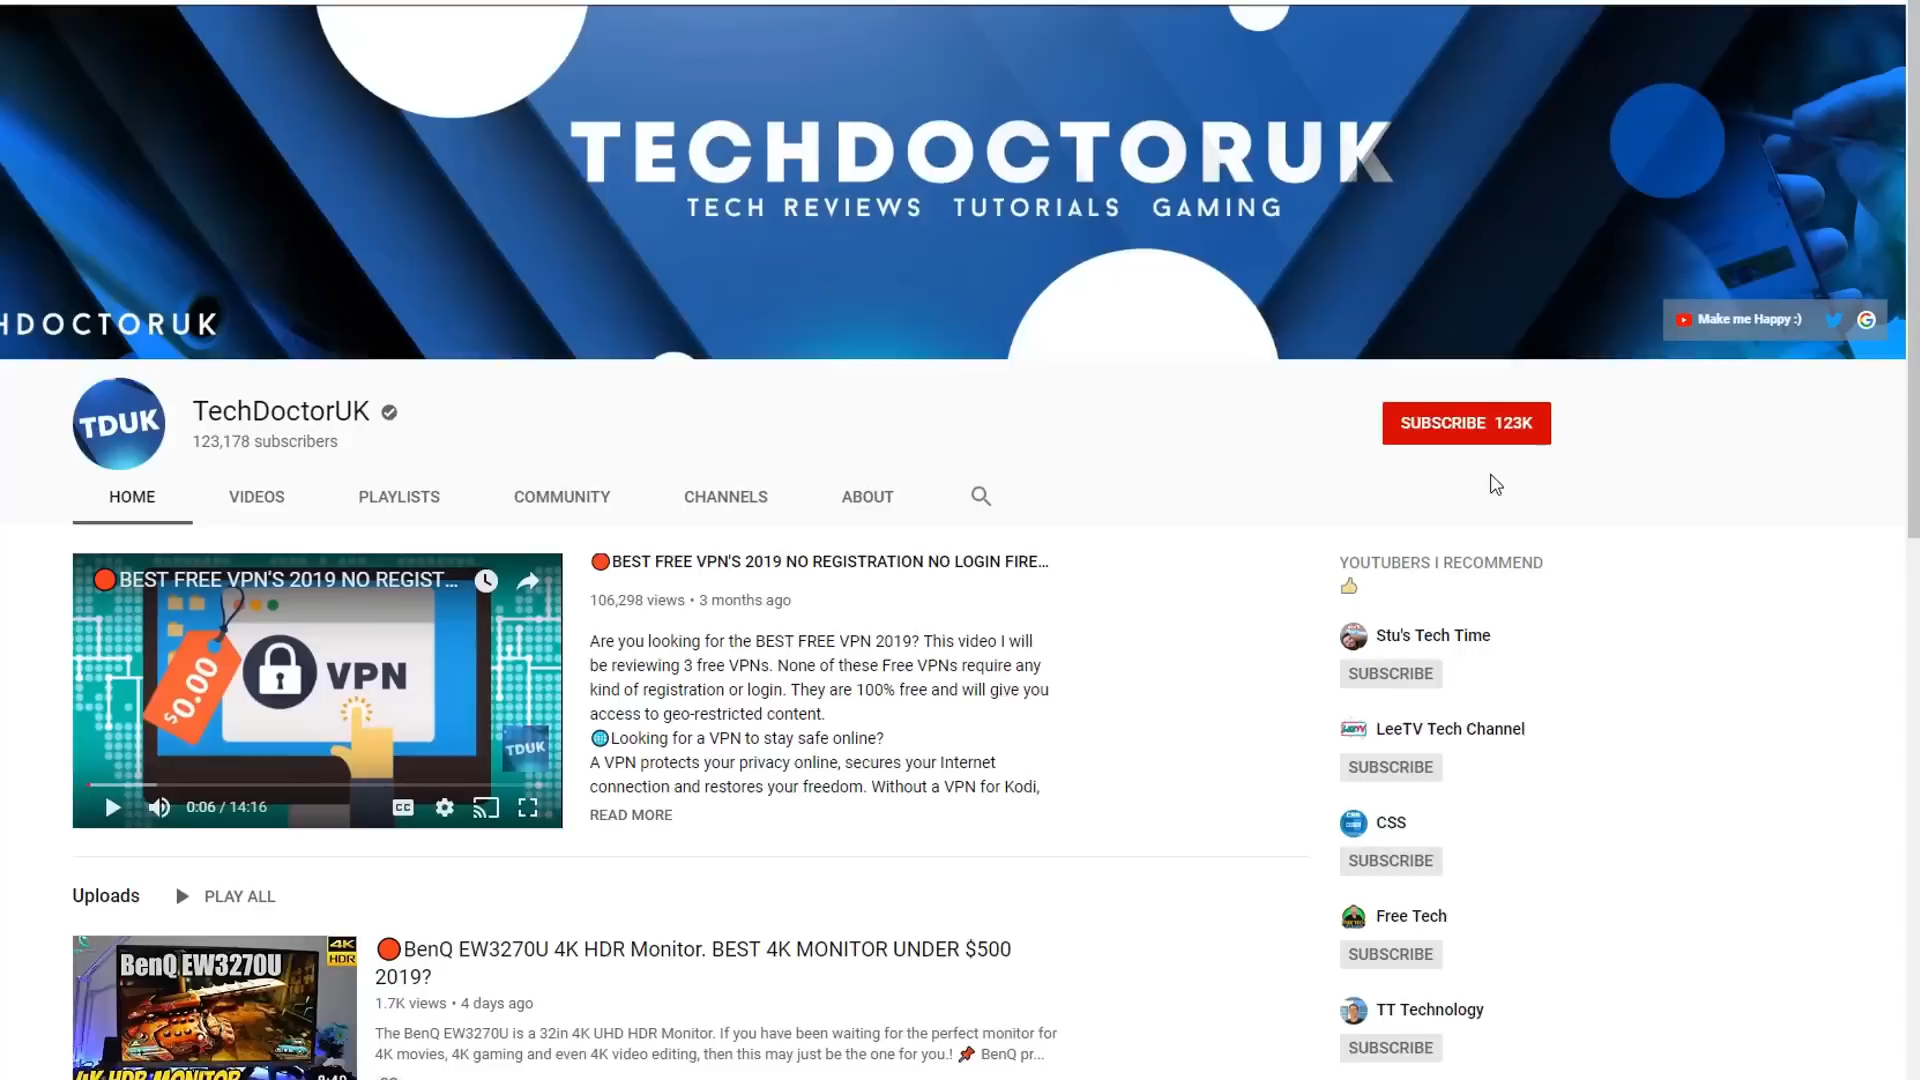 TECHDOCTORUK
TECH REVIEWS TUTORIALS GAMING
HDOCTORUK
Make me Happy :)
TDUK
TechDoctorUK
123,178 subscribers
SUBSCRIBE 123K
HOME
VIDEOS
PLAYLISTS
COMMUNITY
CHANNELS
ABOUT
BEST FREE VPN'S 2019 NO REGIST...
$0.00
VPN
TDUK
0:06 / 14:16
CC
BEST FREE VPN'S 2019 NO REGISTRATION NO LOGIN FIRE...
106,298 views • 3 months ago
Are you looking for the BEST FREE VPN 2019? This video I will
be reviewing 3 free VPNs. None of these Free VPNs require any
kind of registration or login. They are 100% free and will give you
access to geo-restricted content.
Looking for a VPN to stay safe online?
A VPN protects your privacy online, secures your Internet
connection and restores your freedom. Without a VPN for Kodi,
READ MORE
YOUTUBERS I RECOMMEND
Stu's Tech Time
SUBSCRIBE
LeeTV Tech Channel
SUBSCRIBE
CSS
SUBSCRIBE
Free Tech
SUBSCRIBE
TT Technology
SUBSCRIBE
Uploads
PLAY ALL
BenQ EW3270U
4K
HDR
4K HDR MONITOR
8:49
BenQ EW3270U 4K HDR Monitor. BEST 4K MONITOR UNDER $500
2019?
1.7K views • 4 days ago
The BenQ EW3270U is a 32in 4K UHD HDR Monitor. If you have been waiting for the perfect monitor for
4K movies, 4K gaming and even 4K video editing, then this may just be the one for you.! BenQ pr...